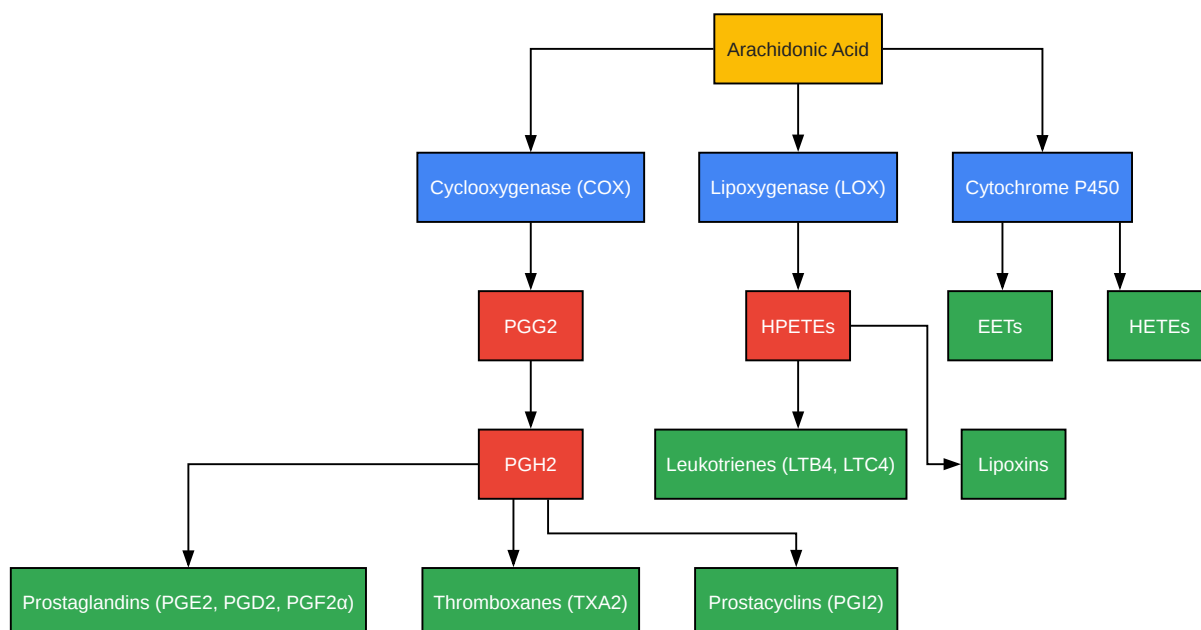 Arachidonic Acid
Cyclooxygenase (COX)
Lipoxygenase (LOX)
Cytochrome P450
PGG2
HPETEs
EETs
HETEs
PGH2
Leukotrienes (LTB4, LTC4)
Lipoxins
Prostaglandins (PGE2, PGD2, PGF2α)
Thromboxanes (TXA2)
Prostacyclins (PGI2)